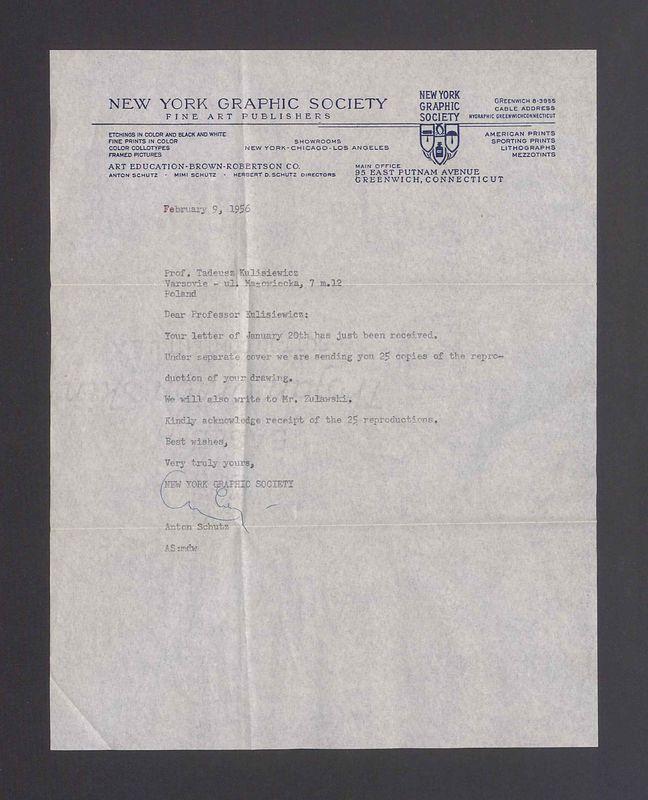 NEW YORK GRAPHIC SOCIETY
FINE ART PUBLISHERS
NEW YORK
GRAPHIC
SOCIETY
GREENWICH 8-3955
CABLE ADDRESS
NYGRAPHIC GREENWICHCONNECTICUT
ETCHINGS IN COLOR AND BLACK AND WHITE
FINE PRINTS IN COLOR
COLOR COLLOTYPES
FRAMED PICTURES
SHOWROOMS
NEW YORK-CHICAGO-LOS ANGELES
AMERICAN PRINTS
SPORTING PRINTS
LITHOGRAPHS
MEZZOTINTS
ART EDUCATION-BROWN-ROBERTSON CO.
ANTON SCHUTZ · MIMI SCHUTZ · HERBERT D. SCHUTZ DIRECTORS
MAIN OFFICE
95 EAST PUTNAM AVENUE
GREENWICH, CONNECTICUT
February 9, 1956
Prof. Tadeusz Kulisiewicz
Varsovie - ul. Mazowiecka, 7 m.12
Poland
Dear Professor Kulisiewicz:
Your letter of January 20th has just been received.
Under separate cover we are sending you 25 copies of the repro-
duction of your drawing.
We will also write to Mr. Zulawski.
Kindly acknowledge receipt of the 25 reproductions.
Best wishes,
Very truly yours,
NEW YORK GRAPHIC SOCIETY
Anton Schutz
AS:mdw